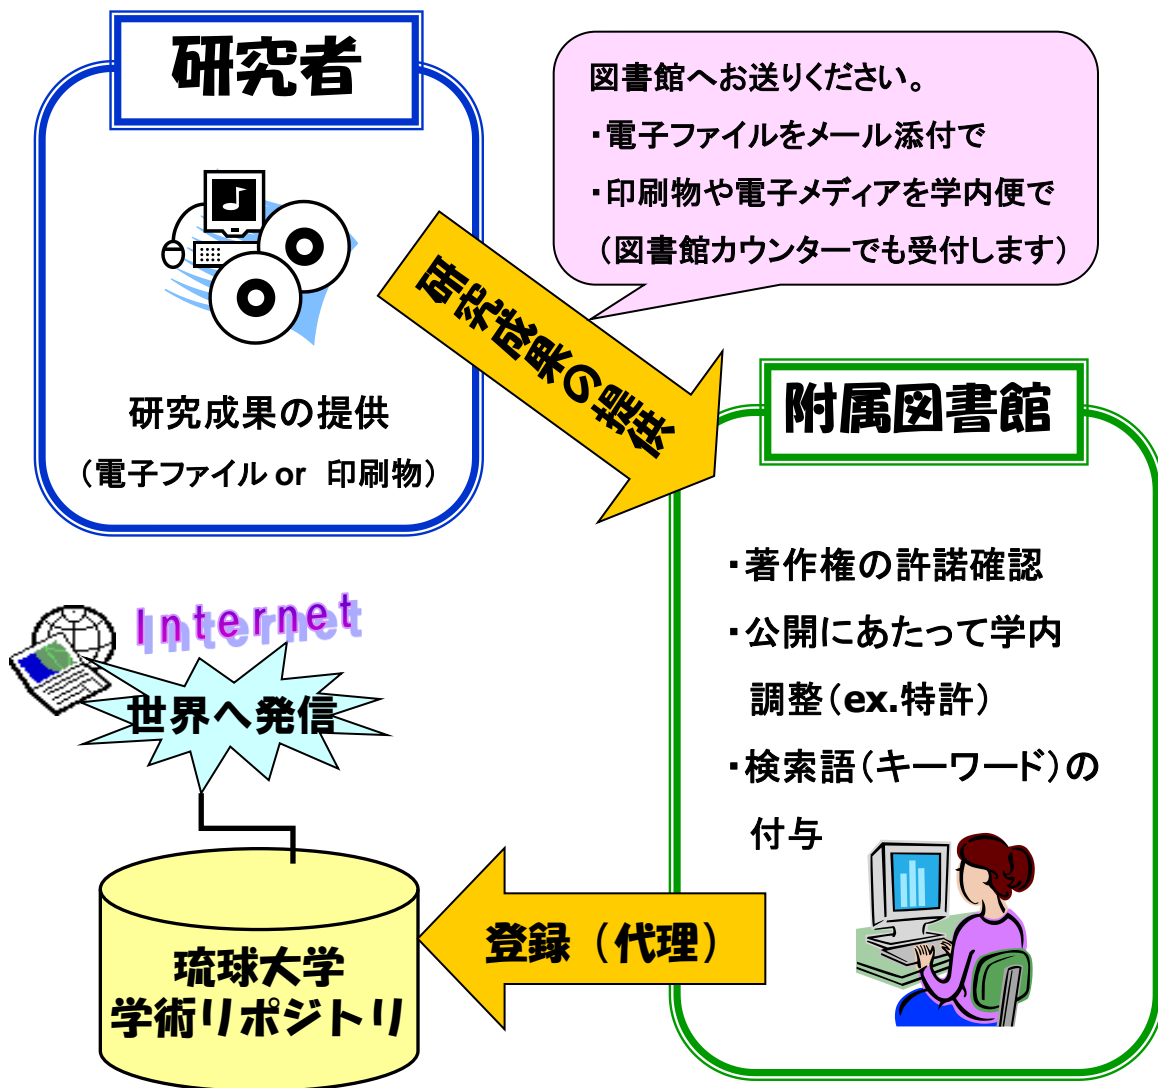 研究者
図書館へお送りください。
・電子ファイルをメール添付で
・印刷物や電子メディアを学内便で
（図書館カウンターでも受付します）
研究成果の提供
研究成果の提供
（電子ファイル or 印刷物）
附属図書館
・著作権の許諾確認
・公開にあたって学内
調整（ex.特許）
・検索語（キーワード）の
付与
Internet
世界へ発信
登録（代理）
琉球大学
学術リポジトリ